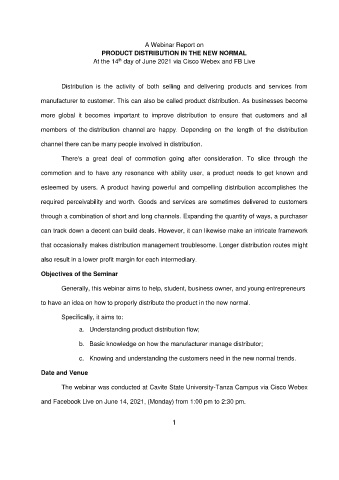 A Webinar Report on
PRODUCT DISTRIBUTION IN THE NEW NORMAL
At the 14th day of June 2021 via Cisco Webex and FB Live
Distribution is the activity of both selling and delivering products and services from
manufacturer to customer. This can also be called product distribution. As businesses become
more global it becomes important to improve distribution to ensure that customers and all
members of the distribution channel are happy. Depending on the length of the distribution
channel there can be many people involved in distribution.
There's a great deal of commotion going after consideration. To slice through the
commotion and to have any resonance with ability user, a product needs to get known and
esteemed by users. A product having powerful and compelling distribution accomplishes the
required perceivability and worth. Goods and services are sometimes delivered to customers
through a combination of short and long channels. Expanding the quantity of ways, a purchaser
can track down a decent can build deals. However, it can likewise make an intricate framework
that occasionally makes distribution management troublesome. Longer distribution routes might
also result in a lower profit margin for each intermediary.
Objectives of the Seminar
Generally, this webinar aims to help, student, business owner, and young entrepreneurs
to have an idea on how to properly distribute the product in the new normal.
Specifically, it aims to:
a. Understanding product distribution flow;
b. Basic knowledge on how the manufacturer manage distributor;
c. Knowing and understanding the customers need in the new normal trends.
Date and Venue
The webinar was conducted at Cavite State University-Tanza Campus via Cisco Webex
and Facebook Live on June 14, 2021, (Monday) from 1:00 pm to 2:30 pm.
1